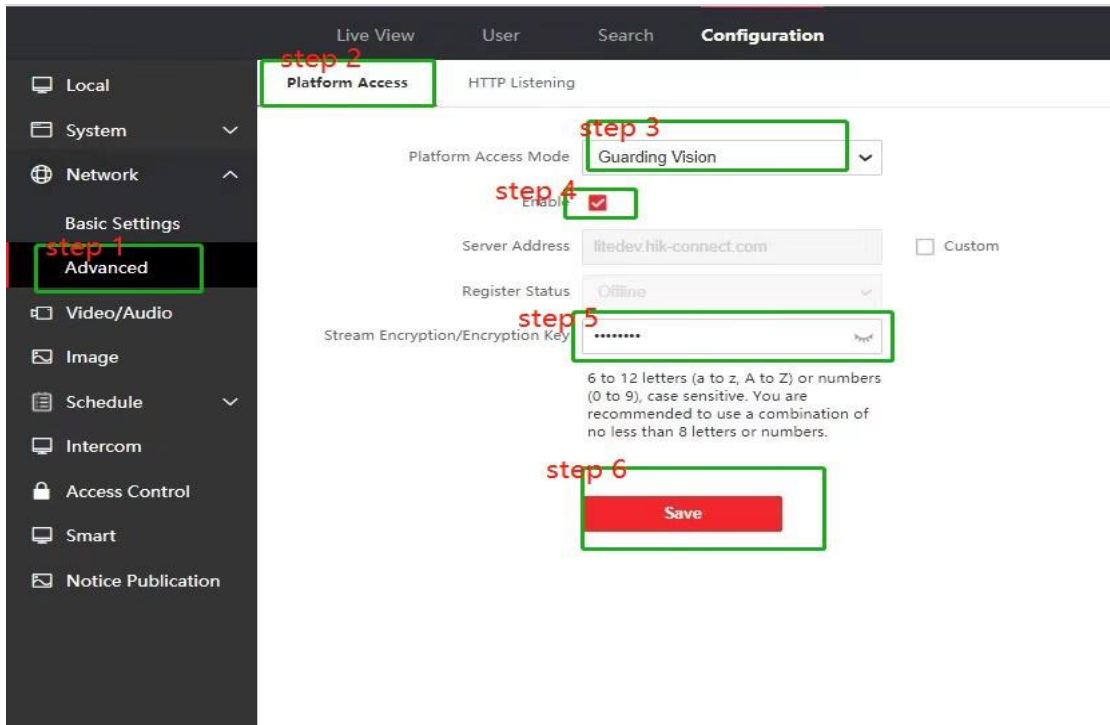 Live View User Search Configuration
step 2
Platform Access HTTP Listening
Local
System
Network
Basic Settings
step 1
Advanced
Video/Audio
Image
Schedule
Intercom
Access Control
Smart
Notice Publication
step 3
Platform Access Mode Guarding Vision
step 4
Enable
Server Address litedev.hik-connect.com Custom
Register Status Offline
step 5
Stream Encryption/Encryption Key ••••••••
6 to 12 letters (a to z, A to Z) or numbers
(0 to 9), case sensitive. You are
recommended to use a combination of
no less than 8 letters or numbers.
step 6
Save